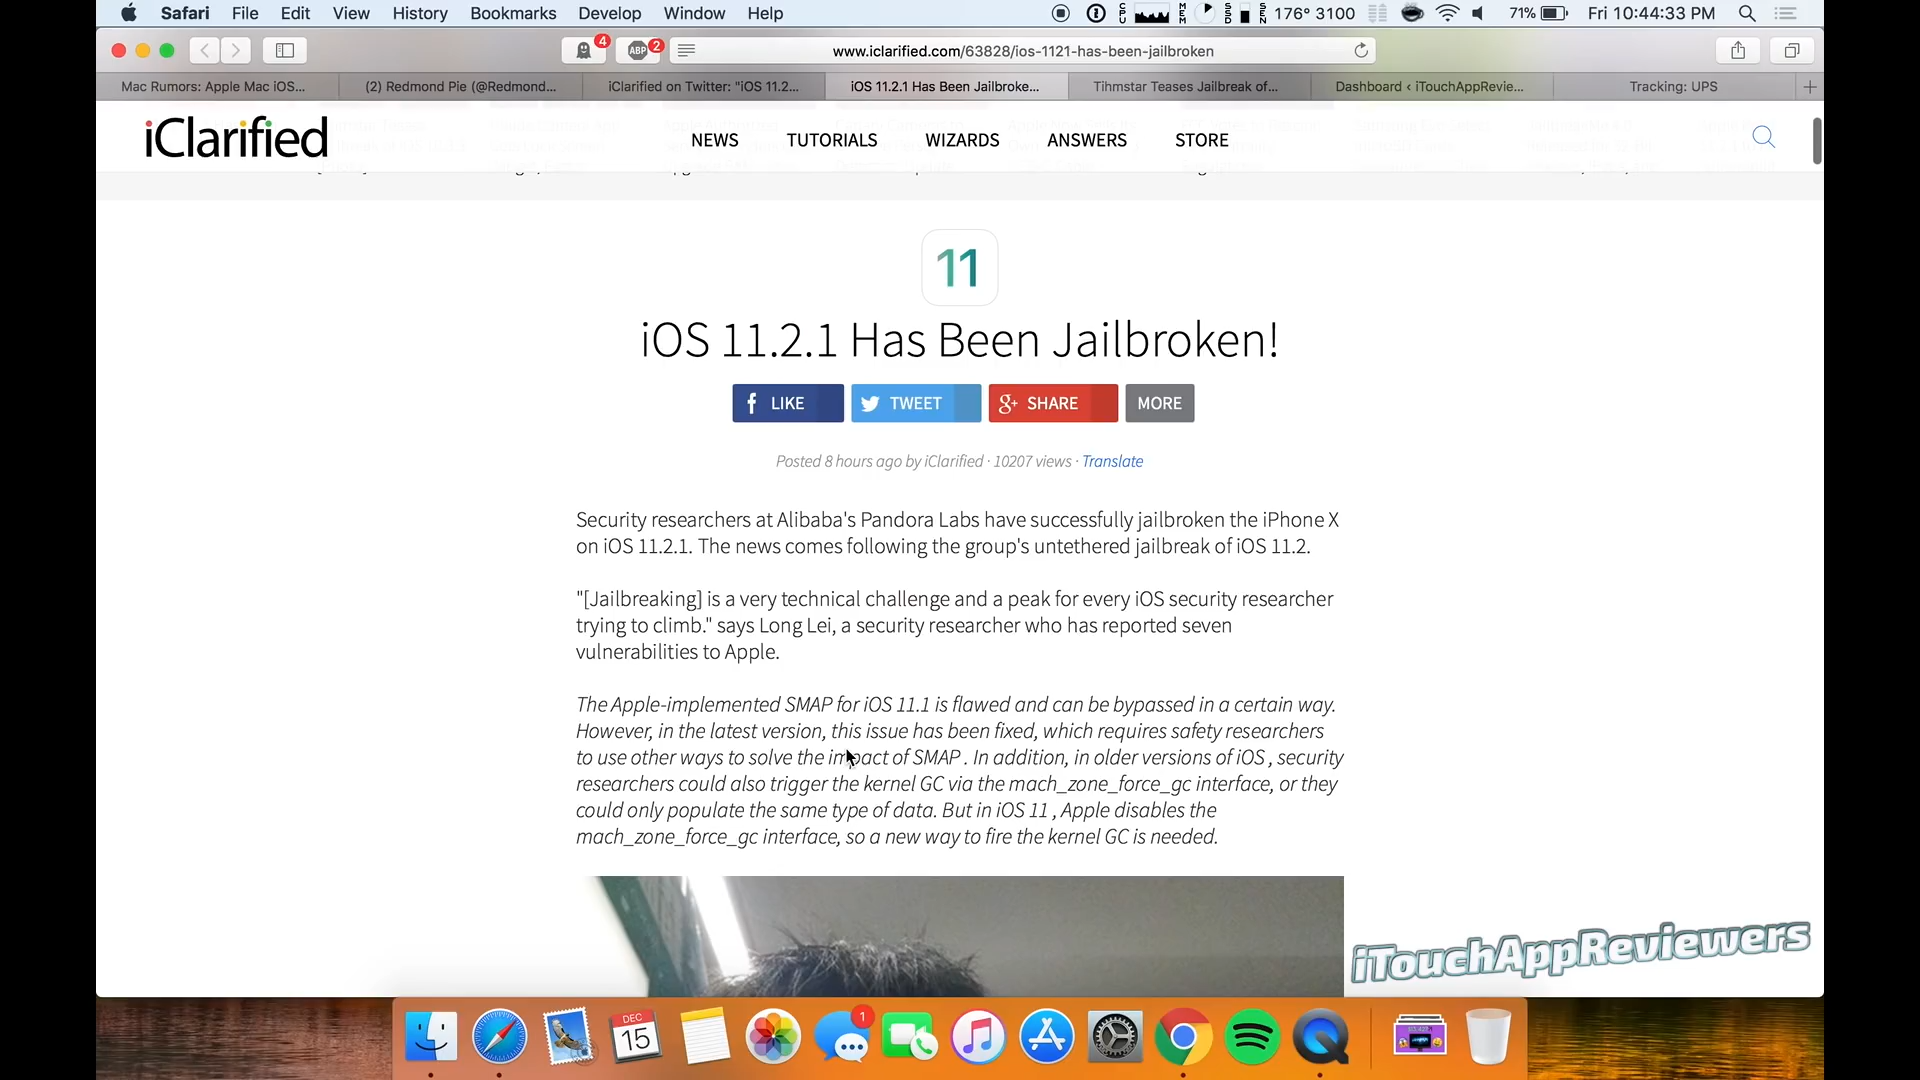 Safari File Edit View History Bookmarks Develop Window Help 176° 3100 71% Fri 10:44:33 PM
4 ABP 2 www.iclarified.com/63828/ios-1121-has-been-jailbroken
Mac Rumors: Apple Mac iOS... (2) Redmond Pie (@Redmond... iClarified on Twitter: "iOS 11.2... iOS 11.2.1 Has Been Jailbroke... Tihmstar Teases Jailbreak of... Dashboard ‹ iTouchAppRevie... Tracking: UPS
iClarified NEWS TUTORIALS WIZARDS ANSWERS STORE
11
iOS 11.2.1 Has Been Jailbroken!
f LIKE TWEET g+ SHARE MORE
Posted 8 hours ago by iClarified · 10207 views · Translate
Security researchers at Alibaba's Pandora Labs have successfully jailbroken the iPhone X
on iOS 11.2.1. The news comes following the group's untethered jailbreak of iOS 11.2.
"[Jailbreaking] is a very technical challenge and a peak for every iOS security researcher
trying to climb." says Long Lei, a security researcher who has reported seven
vulnerabilities to Apple.
The Apple-implemented SMAP for iOS 11.1 is flawed and can be bypassed in a certain way.
However, in the latest version, this issue has been fixed, which requires safety researchers
to use other ways to solve the impact of SMAP . In addition, in older versions of iOS , security
researchers could also trigger the kernel GC via the mach_zone_force_gc interface, or they
could only populate the same type of data. But in iOS 11 , Apple disables the
mach_zone_force_gc interface, so a new way to fire the kernel GC is needed.
iTouchAppReviewers
DEC
15
1